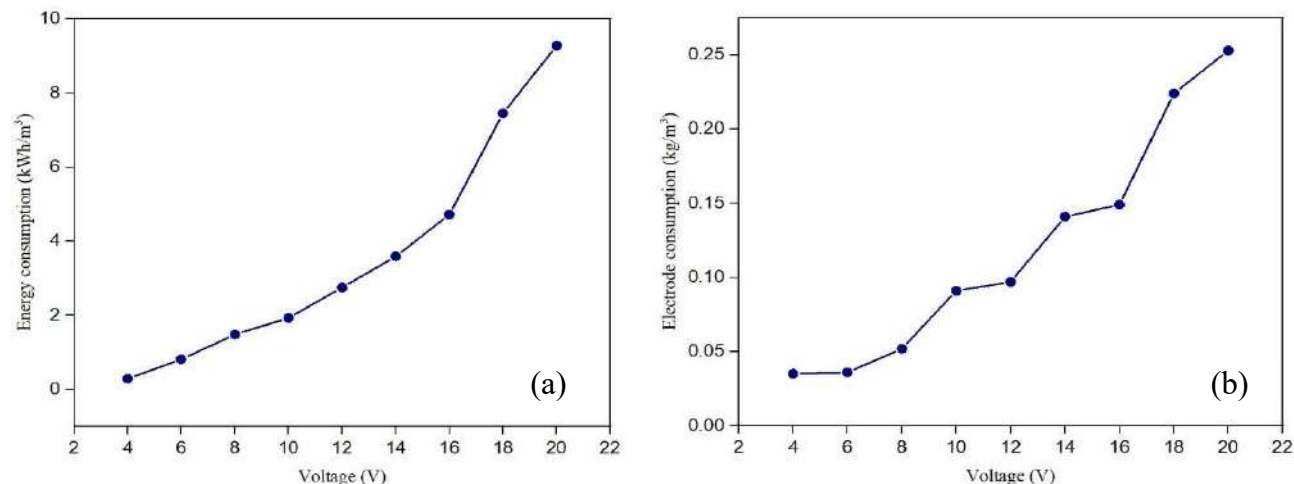 10
8
6
4
2
0
Energy consumption (kWh/m³)
2 4 6 8 10 12 14 16 18 20 22
Voltage (V)
(a)
0.25
0.20
0.15
0.10
0.05
0.00
Electrode consumption (kg/m³)
2 4 6 8 10 12 14 16 18 20 22
Voltage (V)
(b)